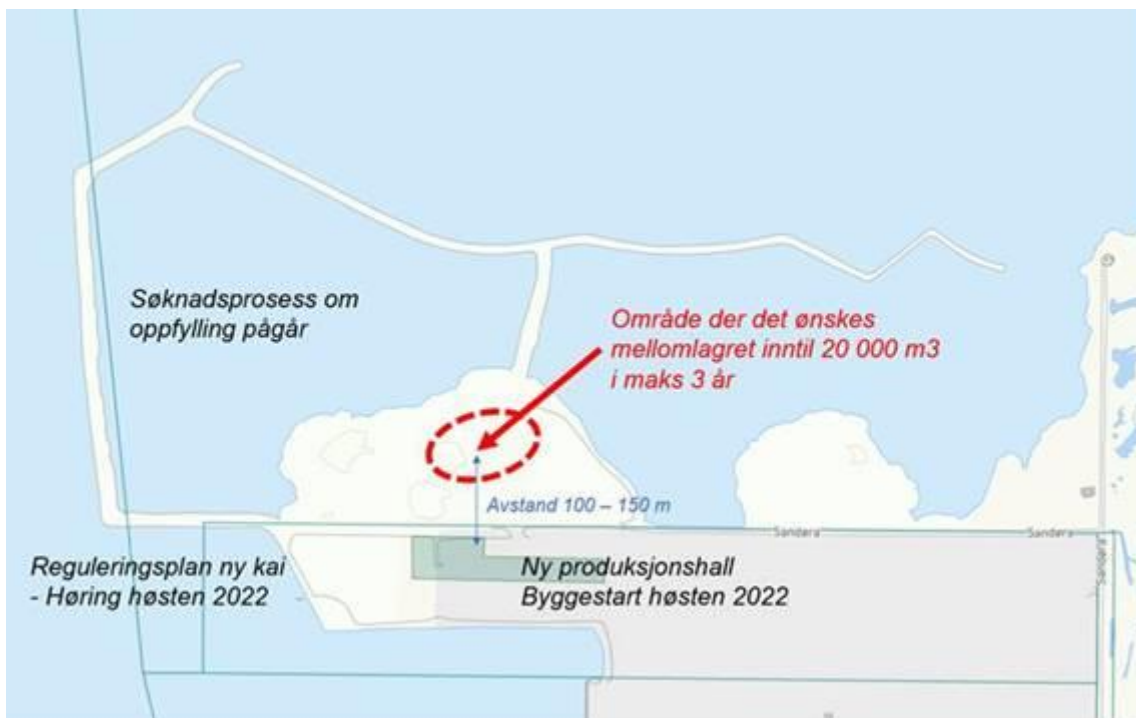 Søknadsprosess om
oppfylling pågår
Område der det ønskes
mellomlagret inntil 20 000 m3
i maks 3 år
Avstand 100 – 150 m
Sandera
Sandera
Sandera
Reguleringsplan ny kai
- Høring høsten 2022
Ny produksjonshall
Byggestart høsten 2022